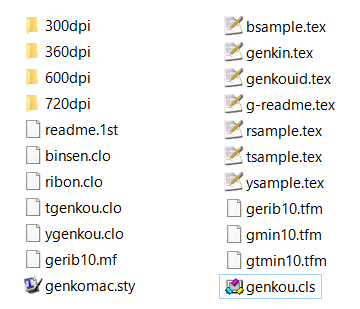 300dpi
360dpi
600dpi
720dpi
readme.1st
binsen.clo
ribon.clo
tgenkou.clo
ygenkou.clo
gerib10.mf
genkomac.sty
bsample.tex
genkin.tex
genkouid.tex
g-readme.tex
rsample.tex
tsample.tex
ysample.tex
gerib10.tfm
gmin10.tfm
gtmin10.tfm
genkou.cls